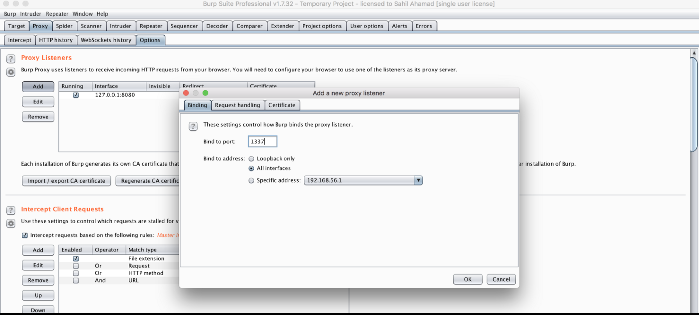 Burp Suite Professional v1.7.32 - Temporary Project - licensed to Sahil Ahamad [single user license]
Burp Intruder Repeater Window Help
Target Proxy Spider Scanner Intruder Repeater Sequencer Decoder Comparer Extender Project options User options Alerts Errors
Intercept HTTP history WebSockets history Options
Proxy Listeners
Burp Proxy uses listeners to receive incoming HTTP requests from your browser. You will need to configure your browser to use one of the listeners as its proxy server.
Add Running Interface Invisible Redirect Certificate
127.0.0.1:8080
Edit
Remove
Add a new proxy listener
Binding Request handling Certificate
These settings control how Burp binds the proxy listener.
Bind to port: 1337
Bind to address: Loopback only
All interfaces
Specific address: 192.168.56.1
OK Cancel
Each installation of Burp generates its own CA certificate that
er installation of Burp.
Import / export CA certificate Regenerate CA certific
Intercept Client Requests
Use these settings to control which requests are stalled for v
Intercept requests based on the following rules: Master
Add Enabled Operator Match type
File extension
Edit Or Request
Or HTTP method
Remove And URL
Up
Down